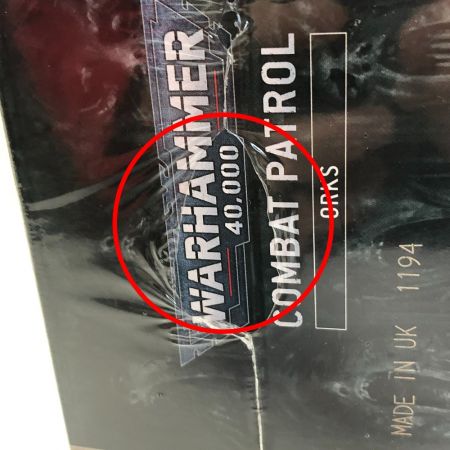 WARHAMMER
40,000
COMBAT PATROL
ORKS
MADE IN UK 1194